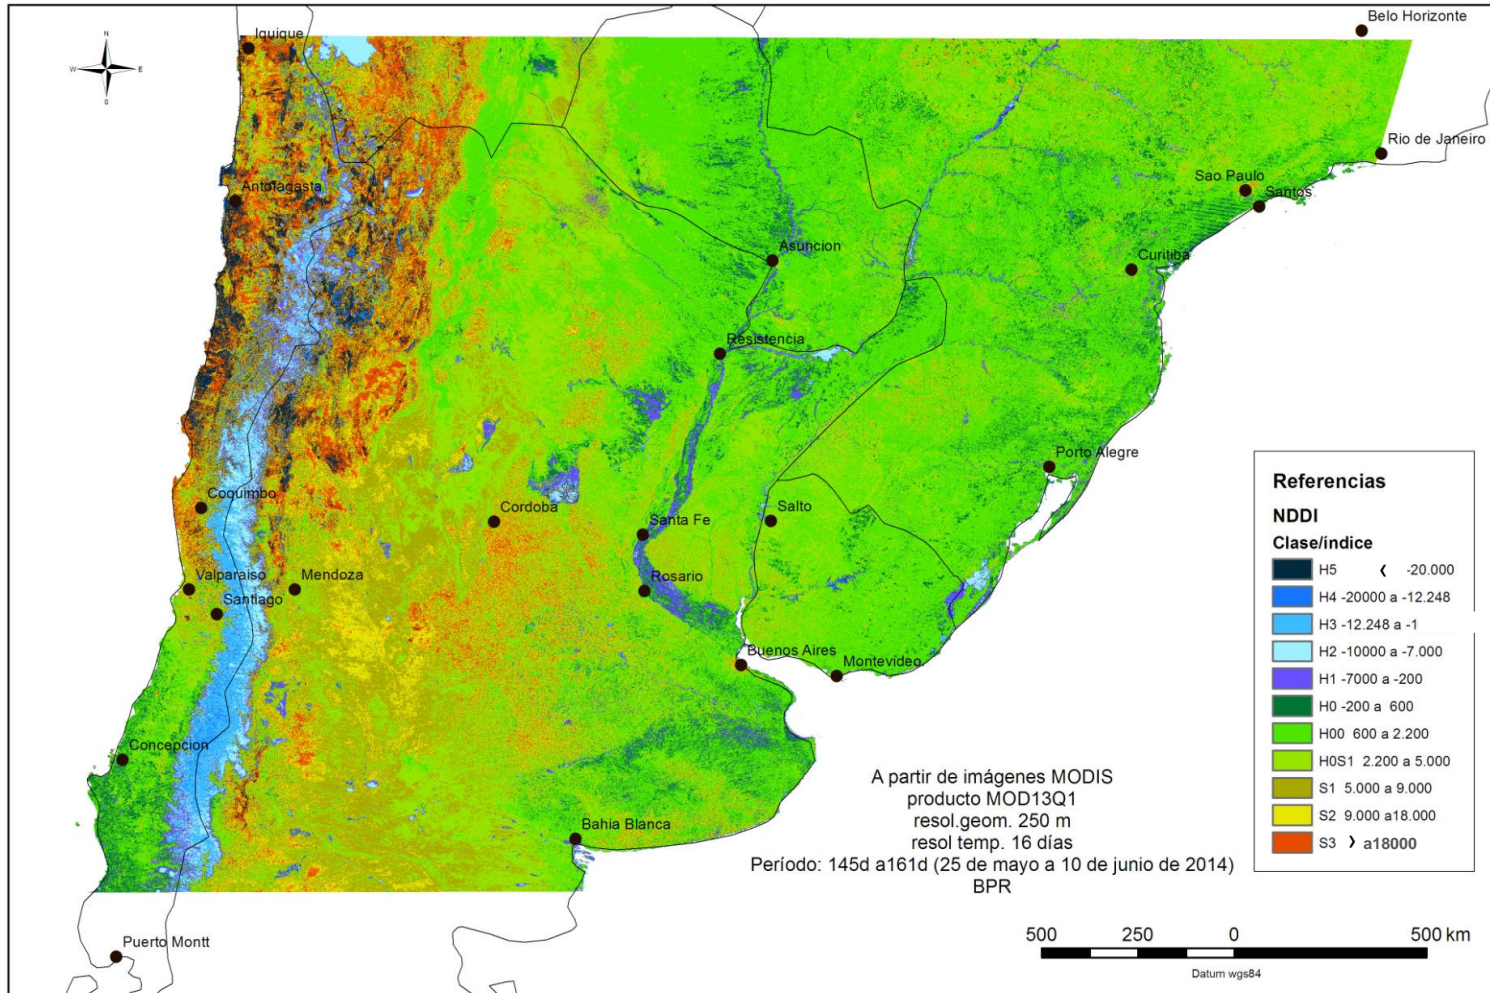 Belo Horizonte
Iquique
N
W
E
S
Rio de Janeiro
Sao Paulo
Santos
Antofagasta
Asuncion
Curitiba
Resistencia
Porto Alegre
Coquimbo
Cordoba
Salto
Santa Fe
Valparaiso
Mendoza
Rosario
Santiago
Buenos Aires
Montevideo
Concepcion
Bahia Blanca
Puerto Montt
Referencias
NDDI
Clase/índice
H5 < -20.000
H4 -20000 a -12.248
H3 -12.248 a -1
H2 -10000 a -7.000
H1 -7000 a -200
H0 -200 a 600
H00 600 a 2.200
H0S1 2.200 a 5.000
S1 5.000 a 9.000
S2 9.000 a18.000
S3 > a18000
A partir de imágenes MODIS
producto MOD13Q1
resol.geom. 250 m
resol temp. 16 días
Período: 145d a161d (25 de mayo a 10 de junio de 2014)
BPR
500 250 0 500 km
Datum wgs84